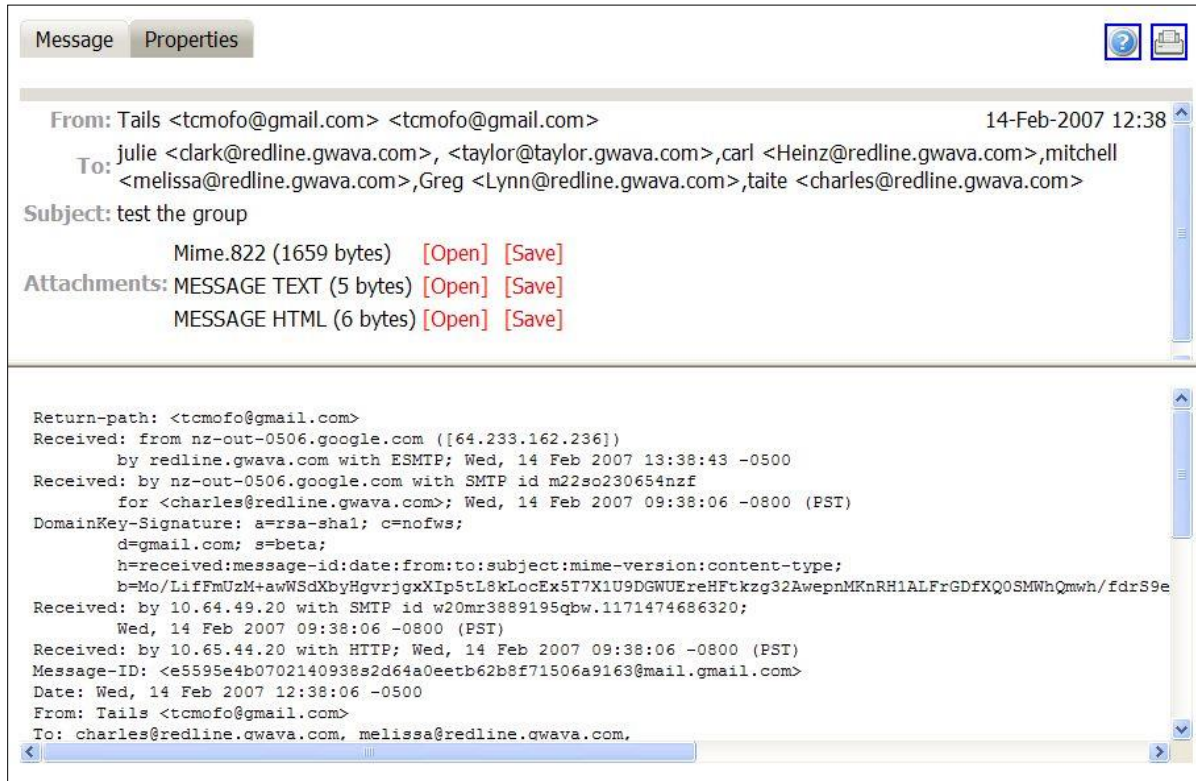 Message Properties
From: Tails <tcmofo@gmail.com> <tcmofo@gmail.com> 14-Feb-2007 12:38
To: julie <clark@redline.gwava.com>, <taylor@taylor.gwava.com>,carl <Heinz@redline.gwava.com>,mitchell
<melissa@redline.gwava.com>,Greg <Lynn@redline.gwava.com>,taite <charles@redline.gwava.com>
Subject: test the group
Attachments: Mime.822 (1659 bytes) [Open] [Save]
MESSAGE TEXT (5 bytes) [Open] [Save]
MESSAGE HTML (6 bytes) [Open] [Save]
Return-path: <tcmofo@gmail.com>
Received: from nz-out-0506.google.com ([64.233.162.236])
by redline.gwava.com with ESMTP; Wed, 14 Feb 2007 13:38:43 -0500
Received: by nz-out-0506.google.com with SMTP id m22so230654nzf
for <charles@redline.gwava.com>; Wed, 14 Feb 2007 09:38:06 -0800 (PST)
DomainKey-Signature: a=rsa-sha1; c=nofws;
d=gmail.com; s=beta;
h=received:message-id:date:from:to:subject:mime-version:content-type;
b=Mo/LifFmUzM+awWSdXbyHgvrjgxXIp5tL8kLocEx5T7X1U9DGWUEreHFtkzg32AwepnMKnRH1ALFrGDfXQ0SMWhQmwh/fdrS9e
Received: by 10.64.49.20 with SMTP id w20mr3889195qbw.1171474686320;
Wed, 14 Feb 2007 09:38:06 -0800 (PST)
Received: by 10.65.44.20 with HTTP; Wed, 14 Feb 2007 09:38:06 -0800 (PST)
Message-ID: <e5595e4b0702140938s2d64a0eetb62b8f71506a9163@mail.gmail.com>
Date: Wed, 14 Feb 2007 12:38:06 -0500
From: Tails <tcmofo@gmail.com>
To: charles@redline.gwava.com, melissa@redline.gwava.com,